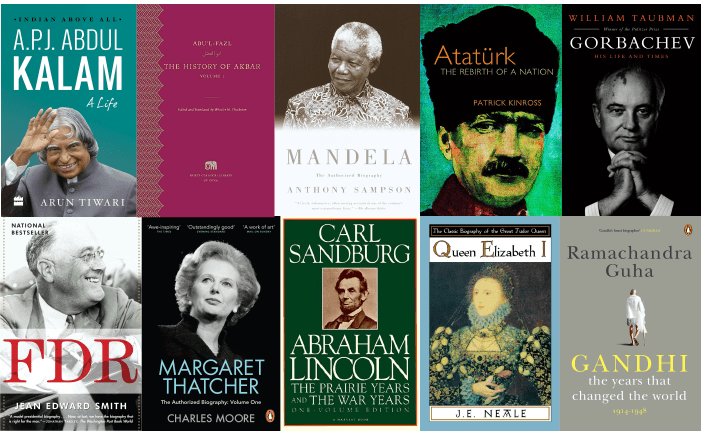 • INDIAN ABOVE ALL •
A.P.J. ABDUL
KALAM
A Life
ARUN TIWARI
ABU'L-FAZL
THE HISTORY OF AKBAR
VOLUME 1
MANDELA
The Authorised Biography
ANTHONY SAMPSON
Atatürk
THE REBIRTH OF A NATION
PATRICK KINROSS
WILLIAM TAUBMAN
Winner of the Pulitzer Prize
GORBACHEV
HIS LIFE AND TIMES
NATIONAL
BESTSELLER
FDR
JEAN EDWARD SMITH
'Awe-inspiring' 'Outstandingly good' 'A work of art'
MARGARET
THATCHER
The Authorized Biography: Volume One
CHARLES MOORE
CARL
SANDBURG
ABRAHAM
LINCOLN
THE PRAIRIE YEARS
AND THE WAR YEARS
ONE-VOLUME EDITION
A HARVEST BOOK
The Classic Biography of the Great Tudor Queen
Queen Elizabeth I
J.E. NEALE
Ramachandra
Guha
GANDHI
the years that
changed the world
1914-1948